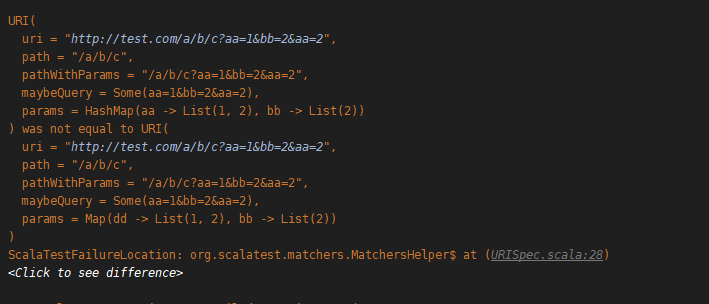 URI(
  uri = "http://test.com/a/b/c?aa=1&bb=2&aa=2",
  path = "/a/b/c",
  pathWithParams = "/a/b/c?aa=1&bb=2&aa=2",
  maybeQuery = Some(aa=1&bb=2&aa=2),
  params = HashMap(aa -> List(1, 2), bb -> List(2))
) was not equal to URI(
  uri = "http://test.com/a/b/c?aa=1&bb=2&aa=2",
  path = "/a/b/c",
  pathWithParams = "/a/b/c?aa=1&bb=2&aa=2",
  maybeQuery = Some(aa=1&bb=2&aa=2),
  params = Map(dd -> List(1, 2), bb -> List(2))
)
ScalaTestFailureLocation: org.scalatest.matchers.MatchersHelper$ at (URISpec.scala:28)
<Click to see difference>